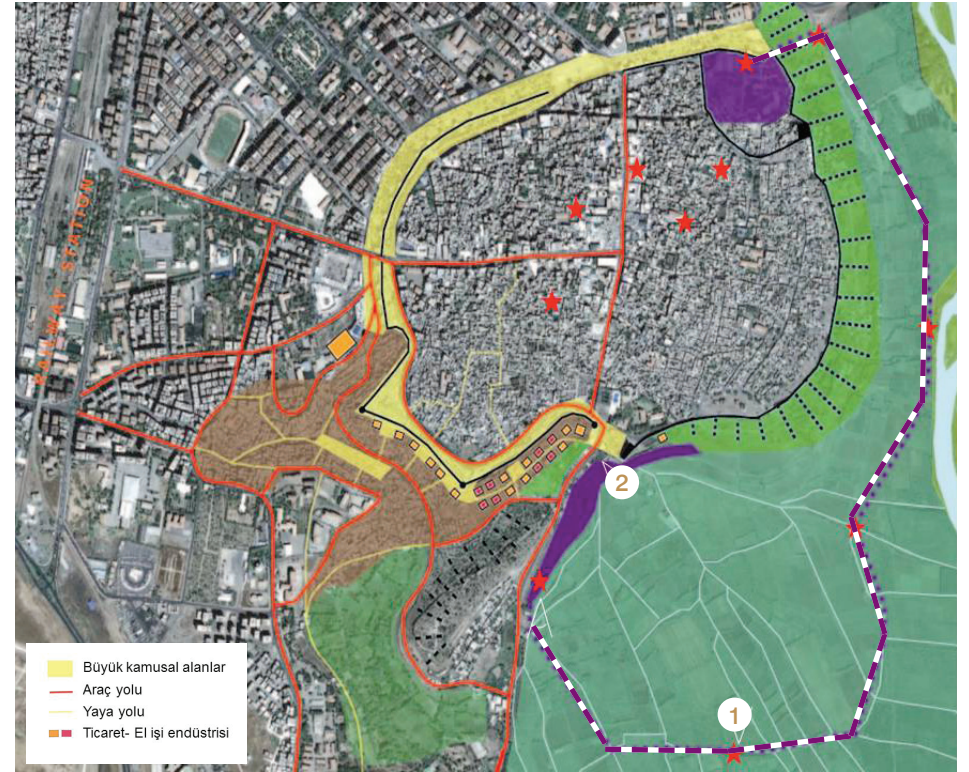 RAILWAY STATION
2
1
Büyük kamusal alanlar
Araç yolu
Yaya yolu
Ticaret- El işi endüstrisi